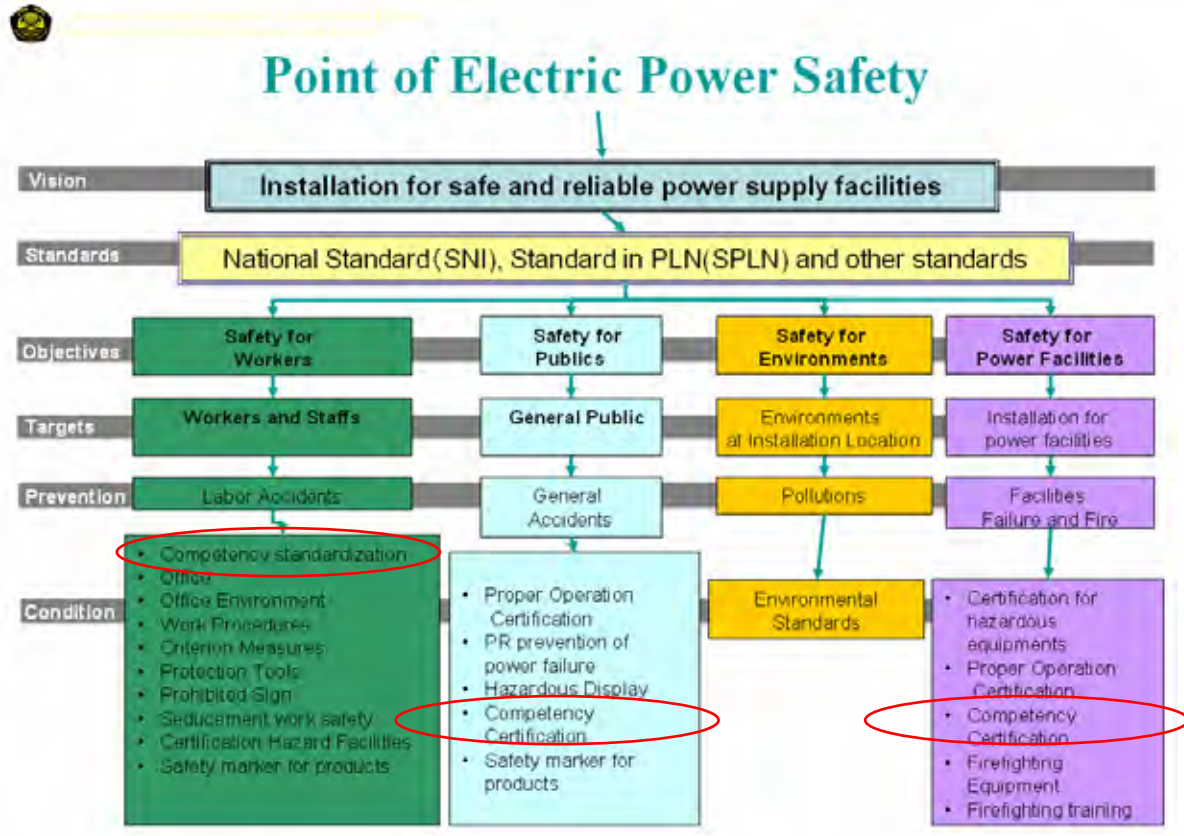 Point of Electric Power Safety
Vision
Installation for safe and reliable power supply facilities
Standards
National Standard(SNI), Standard in PLN(SPLN) and other standards
Objectives
Safety for
Workers
Safety for
Publics
Safety for
Environments
Safety for
Power Facilities
Targets
Workers and Staffs
General Public
Environments
at Installation Location
Installation for
power facilities
Prevention
Labor Accidents
General
Accidents
Pollutions
Facilities
Failure and Fire
Condition
• Competency standardization
• Office
• Office Environment
• Work Procedures
• Criterion Measures
• Protection Tools
• Prohibited Sign
• Seducement work safety
• Certification Hazard Facilities
• Safety marker for products
• Proper Operation
Certification
• PR prevention of
power failure
• Hazardous Display
• Competency
Certification
• Safety marker for
products
Environmental
Standards
• Certification for
hazardous
equipments
• Proper Operation
Certification
• Competency
Certification
• Firefighting
Equipment
• Firefighting training